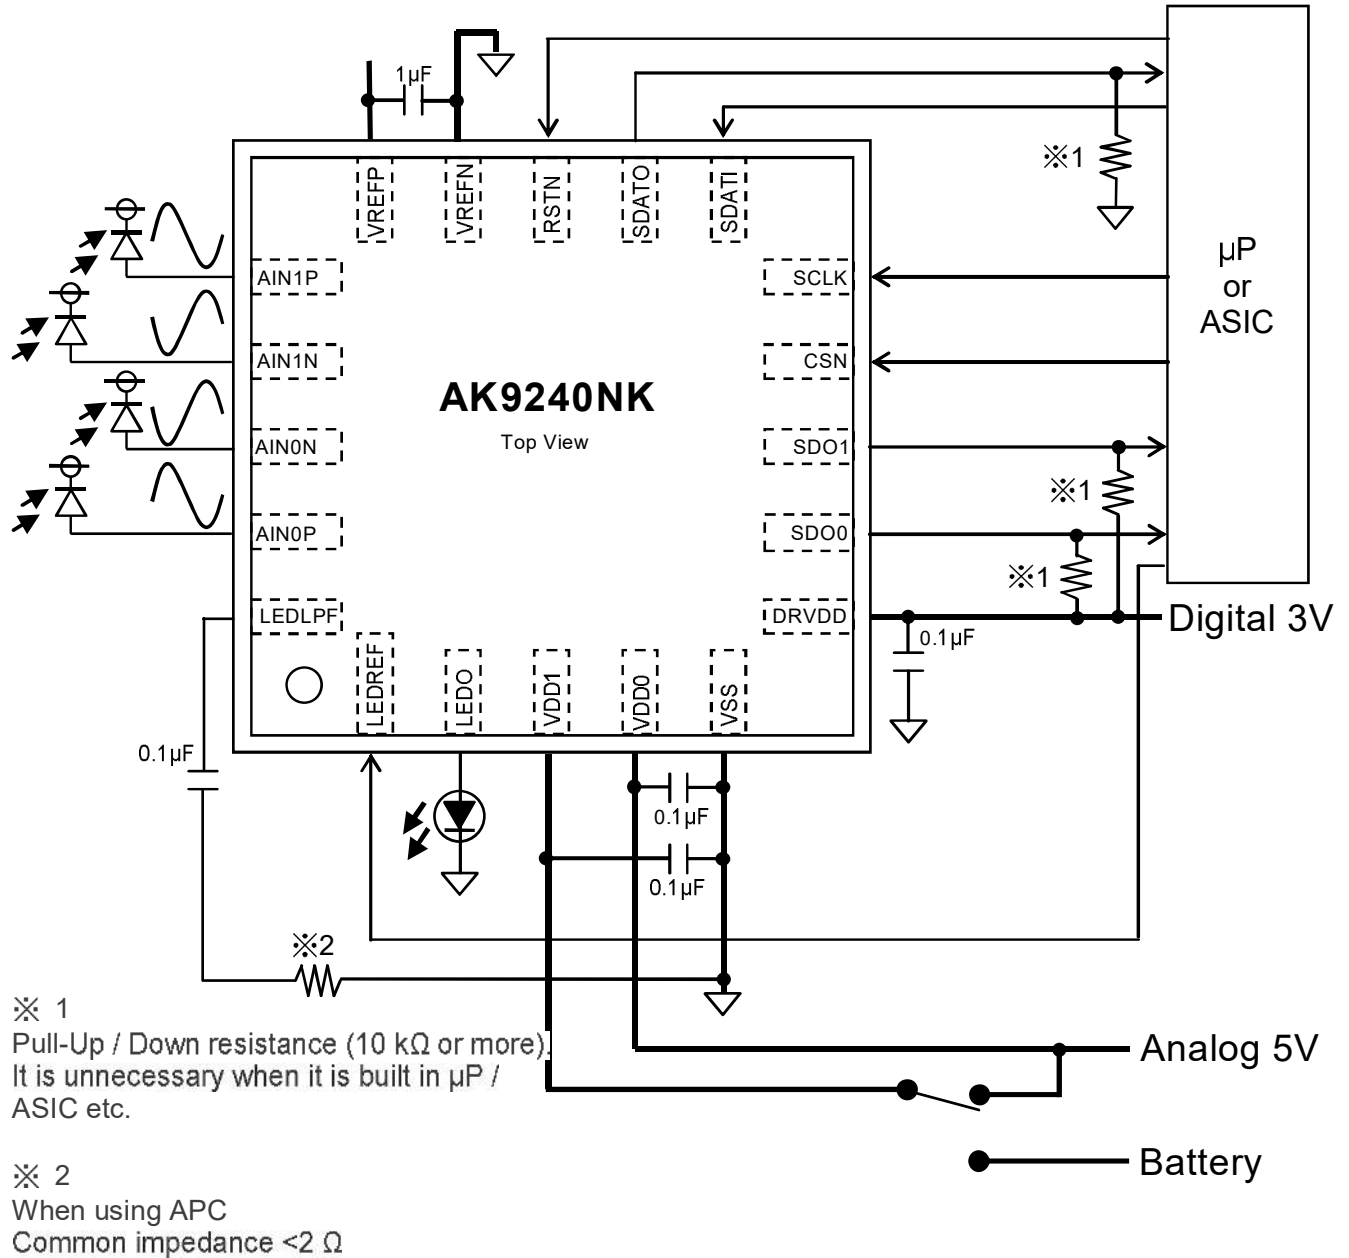 1µF
※1
VREFP
VREFN
RSTN
SDATO
SDATI
µP
or
ASIC
AIN1P
SCLK
AIN1N
CSN
AK9240NK
Top View
AIN0N
SDO1
※1
AIN0P
SDO0
※1
LEDLPF
DRVDD
Digital 3V
0.1µF
LEDREF
LEDO
VDD1
VDD0
VSS
0.1µF
0.1µF
0.1µF
※2
※ 1
Pull-Up / Down resistance (10 kΩ or more).
It is unnecessary when it is built in µP /
ASIC etc.
Analog 5V
Battery
※ 2
When using APC
Common impedance <2 Ω